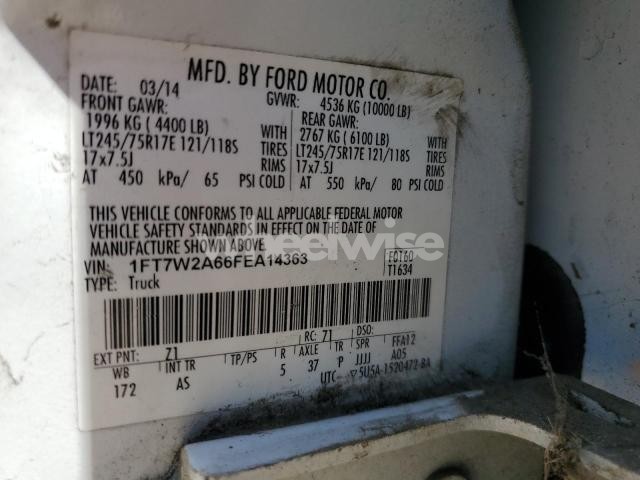 MFD. BY FORD MOTOR CO.
DATE: 03/14
GVWR: 4536 KG (10000 LB)
FRONT GAWR:
REAR GAWR:
1996 KG ( 4400 LB) WITH
2767 KG ( 6100 LB) WITH
LT245/75R17E 121/118S TIRES
LT245/75R17E 121/118S TIRES
17x7.5J RIMS
17x7.5J RIMS
AT 450 kPa/ 65 PSI COLD
AT 550 kPa/ 80 PSI COLD
THIS VEHICLE CONFORMS TO ALL APPLICABLE FEDERAL MOTOR
VEHICLE SAFETY STANDARDS IN EFFECT ON THE DATE OF
MANUFACTURE SHOWN ABOVE.
VIN: 1FT7W2A66FEA14363
TYPE: Truck
T1634
RC: Z1 DSO:
EXT PNT: Z1
WB INT TR TP/PS R AXLE TR SPR FFA12
172 AS 5 37 P JJJJ A05
UTC 5U5A-1520472-BA